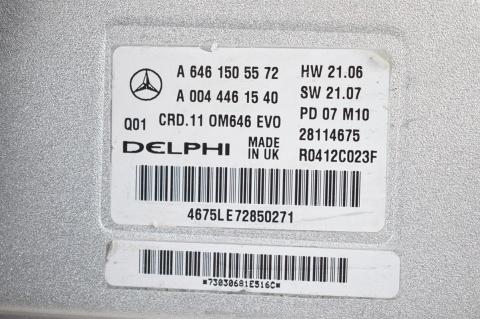 A 646 150 55 72 HW 21.06
A 004 446 15 40 SW 21.07
Q01 CRD.11 OM646 EVO PD 07 M10
DELPHI MADE IN UK 28114675
R0412C023F
4675LE72850271
*73030681E516C*